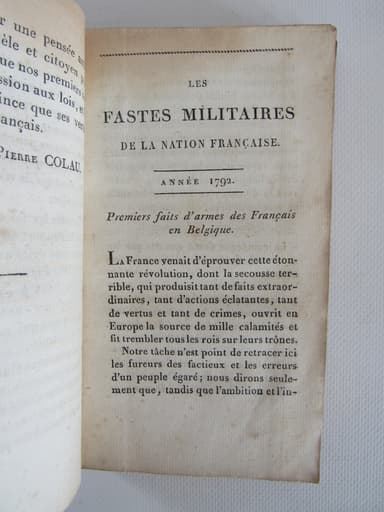 r une pensée au
èle et citoyen
ue nos premiers
ssion aux lois, et
ince que ses ver
ançais.
PIERRE COLAU.
LES
FASTES MILITAIRES
DE LA NATION FRANÇAISE.
ANNÉE 1792.
Premiers faits d'armes des Français
en Belgique.
LA France venait d'éprouver cette éton-
nante révolution, dont la secousse ter-
rible, qui produisit tant de faits extraor-
dinaires, tant d'actions éclatantes, tant
de vertus et tant de crimes, ouvrit en
Europe la source de mille calamités et
fit trembler tous les rois sur leurs trônes.
Notre tâche n'est point de retracer ici
les fureurs des factieux et les erreurs
d'un peuple égaré; nous dirons seule-
ment que, tandis que l'ambition et l'in-